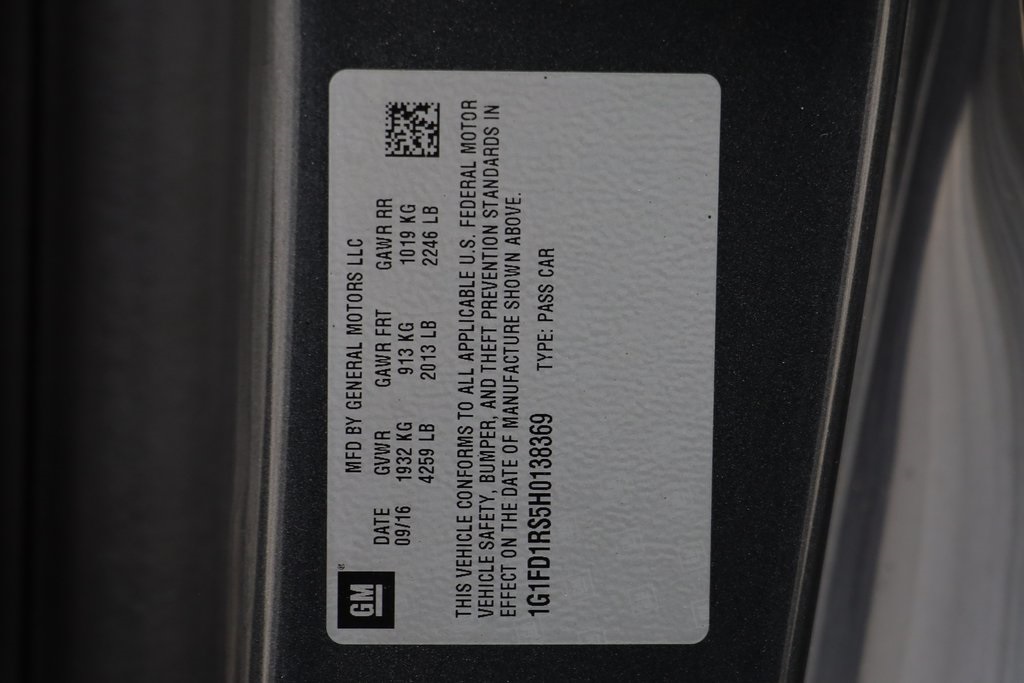 GM
MFD BY GENERAL MOTORS LLC
DATE GVWR GAWR FRT GAWR RR
09/16 1932 KG 913 KG 1019 KG
4259 LB 2013 LB 2246 LB
THIS VEHICLE CONFORMS TO ALL APPLICABLE U.S. FEDERAL MOTOR
VEHICLE SAFETY, BUMPER, AND THEFT PREVENTION STANDARDS IN
EFFECT ON THE DATE OF MANUFACTURE SHOWN ABOVE.
1G1FD1RS5H0138369 TYPE: PASS CAR